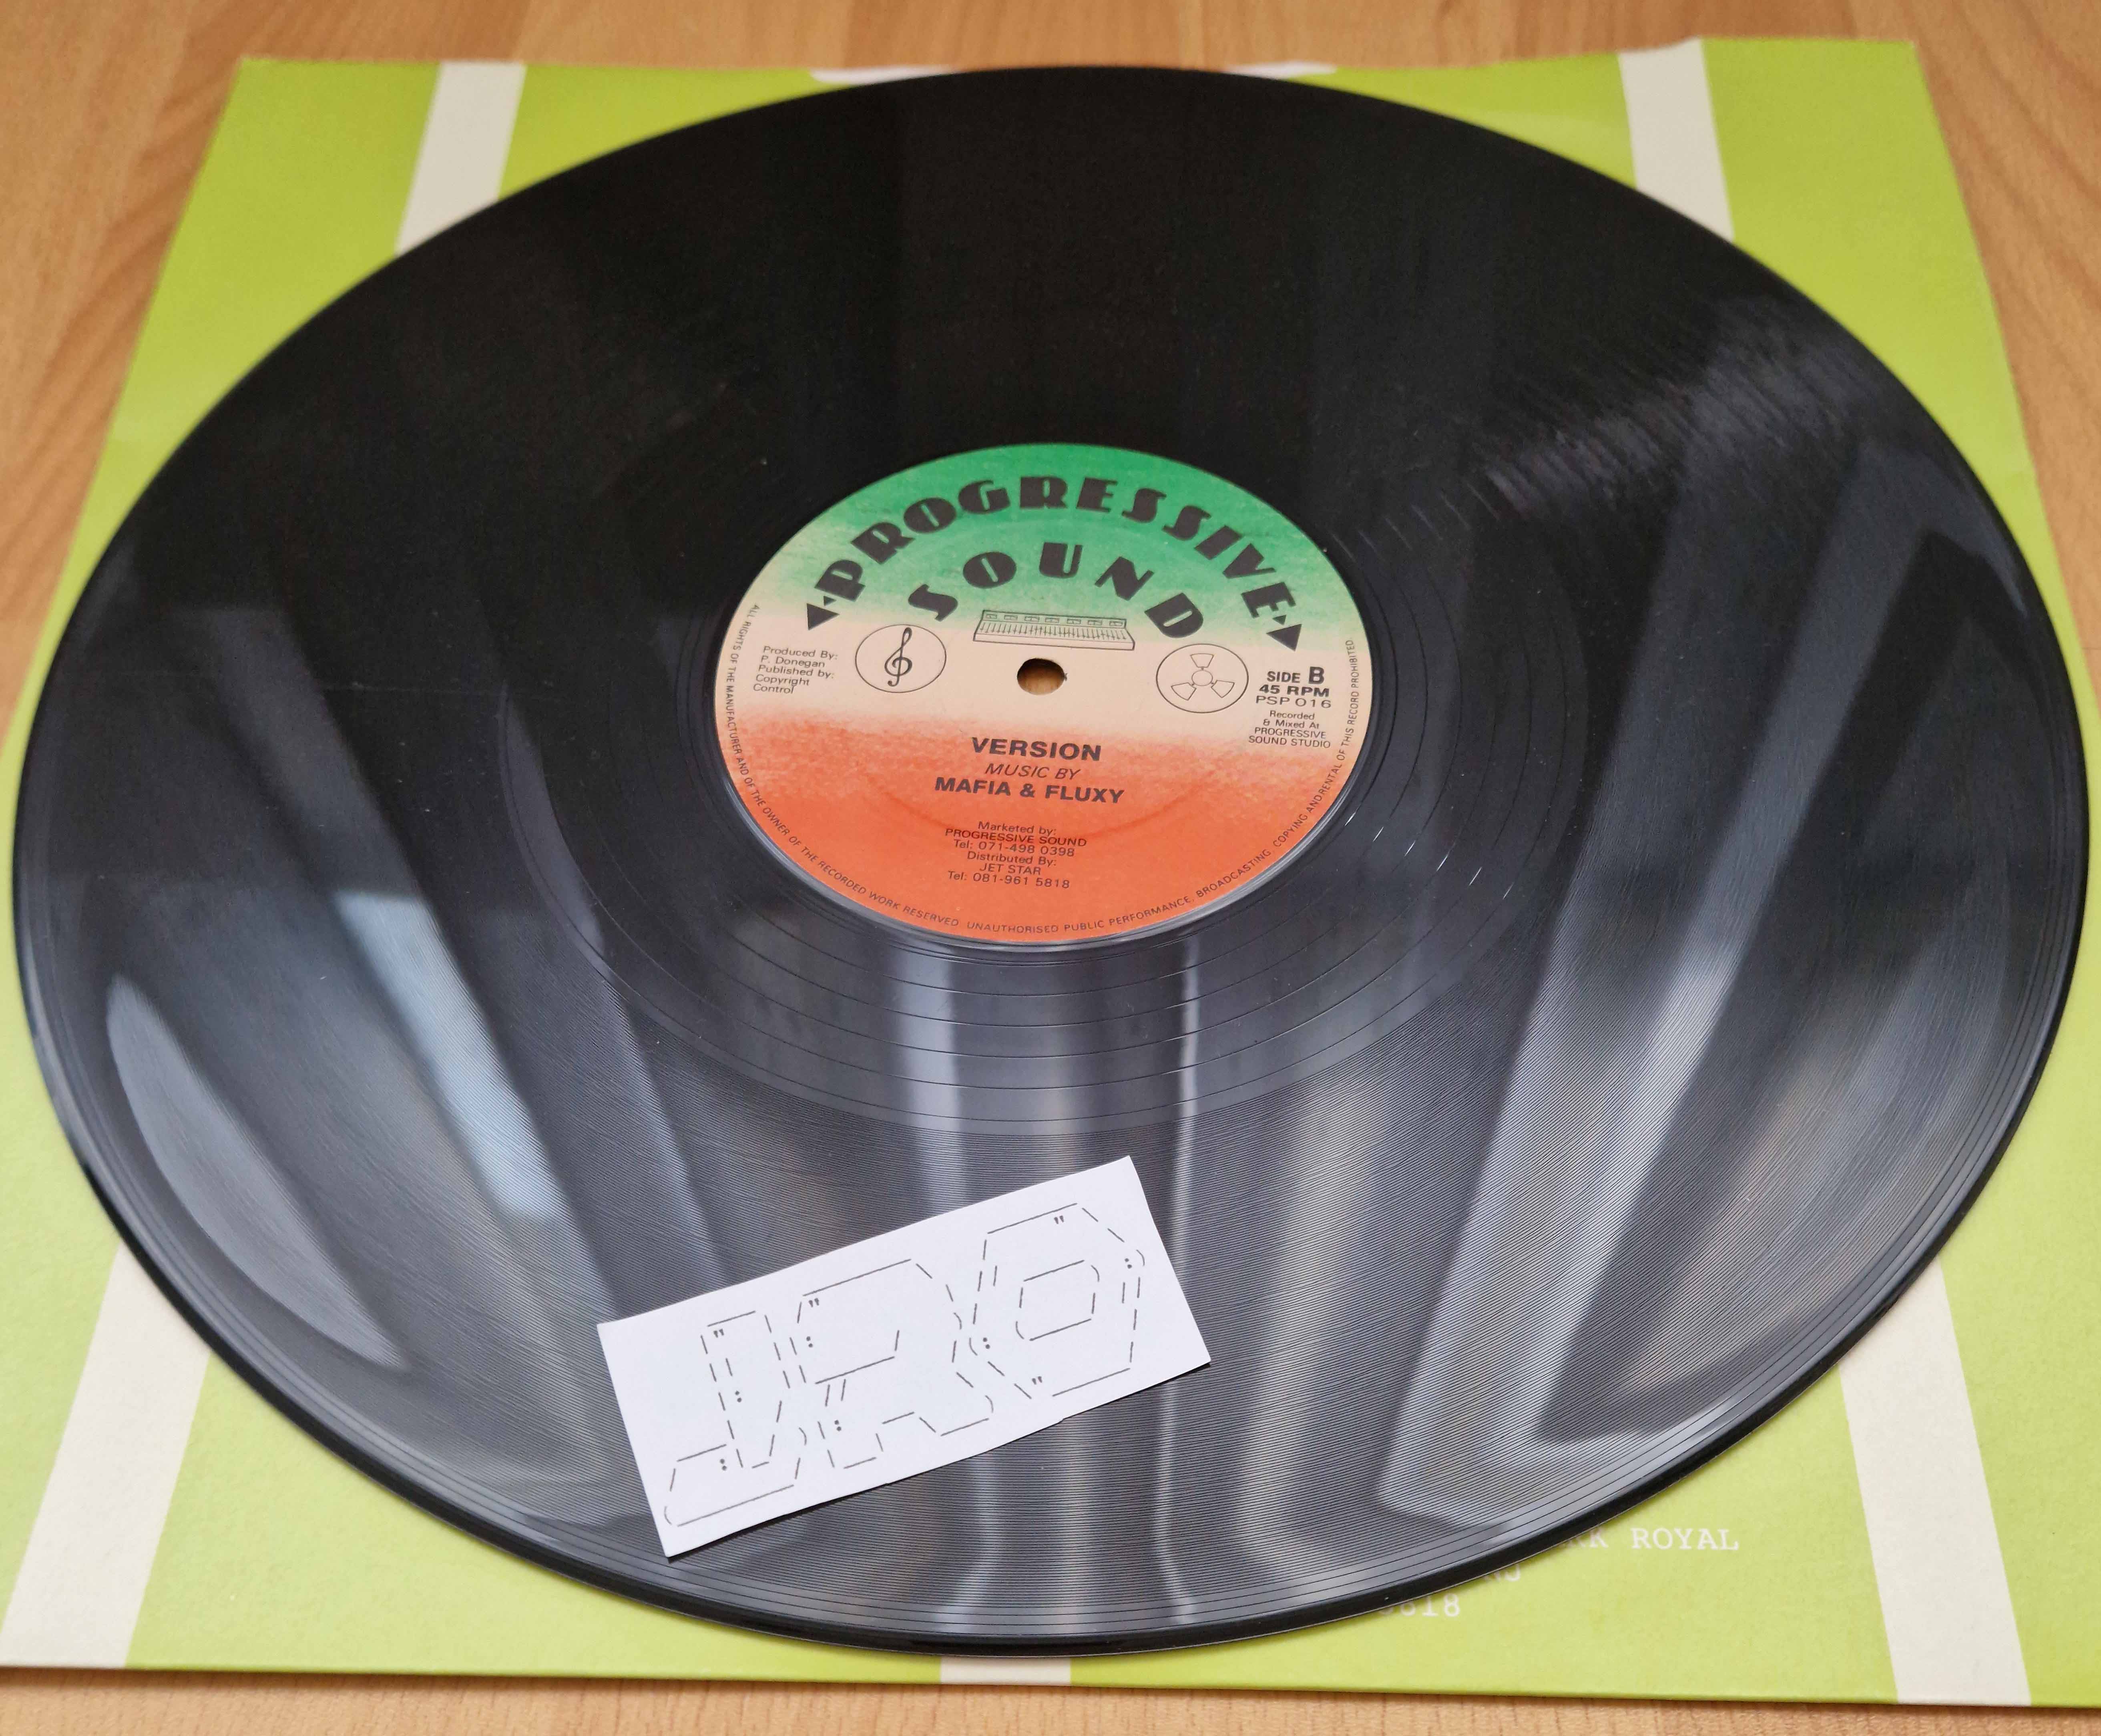 PROGRESSIVE
SOUND
Produced By:
P. Donegan
Published by:
Copyright
Control
SIDE B
45 RPM
PSP 016
Recorded
& Mixed At
PROGRESSIVE
SOUND STUDIO
VERSION
MUSIC BY
MAFIA & FLUXY
Marketed by:
PROGRESSIVE SOUND
Tel: 071-498 0398
Distributed By:
JET STAR
Tel: 081-961 5818
ALL RIGHTS OF THE MANUFACTURER AND OF THE OWNER OF THE RECORDED WORK RESERVED. UNAUTHORISED PUBLIC PERFORMANCE, BROADCASTING, COPYING AND RENTAL OF THIS RECORD PROHIBITED
ROYAL